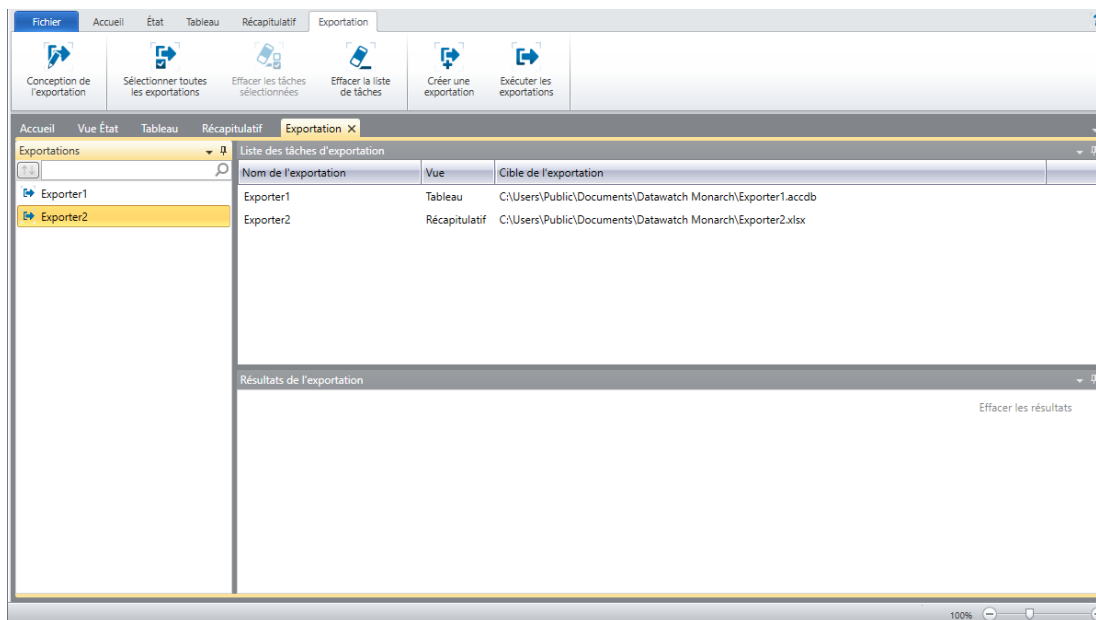 Fichier Accueil État Tableau Récapitulatif Exportation
Conception de l'exportation
Sélectionner toutes les exportations
Effacer les tâches sélectionnées
Effacer la liste de tâches
Créer une exportation
Exécuter les exportations
Accueil Vue État Tableau Récapitulatif Exportation
Exportations
Exporter1
Exporter2
Liste des tâches d'exportation
Nom de l'exportation Vue Cible de l'exportation
Exporter1 Tableau C:\Users\Public\Documents\Datawatch Monarch\Exporter1.accdb
Exporter2 Récapitulatif C:\Users\Public\Documents\Datawatch Monarch\Exporter2.xlsx
Résultats de l'exportation
Effacer les résultats
100%